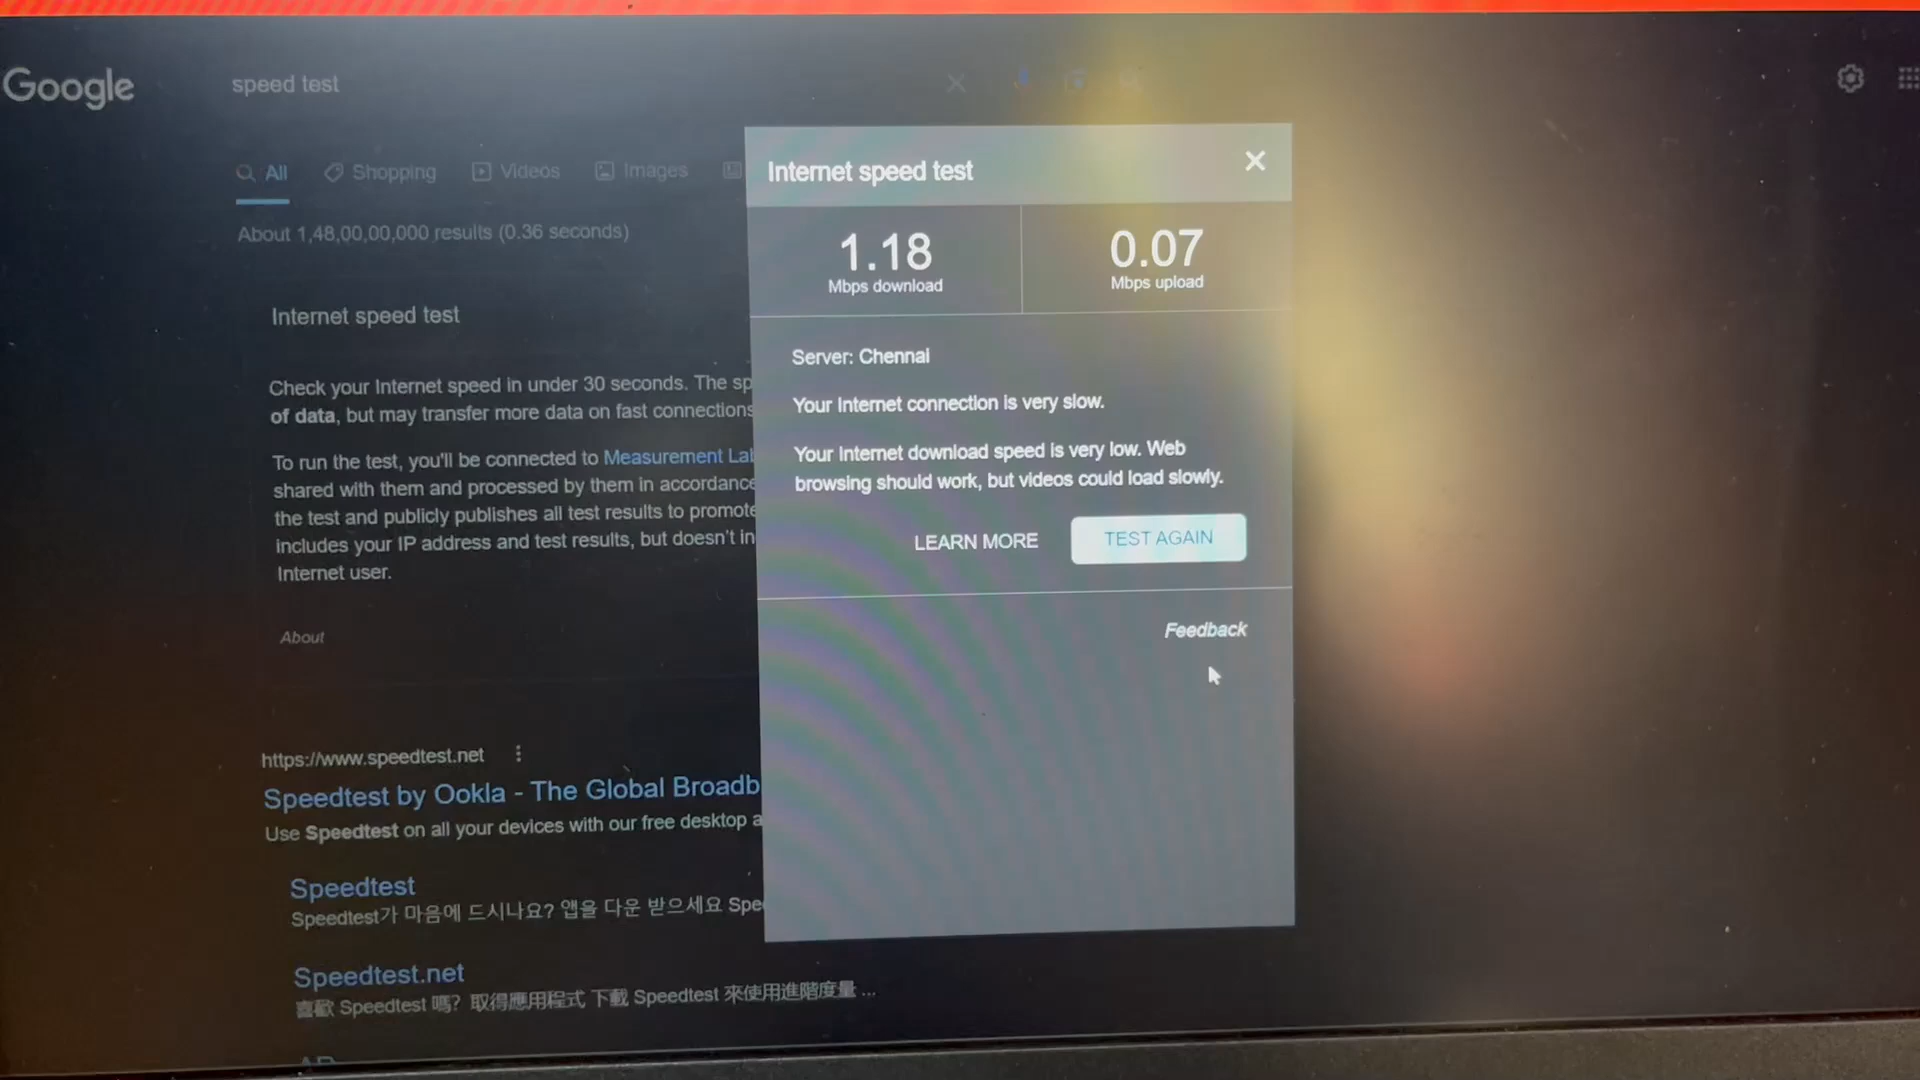 Google
speed test
All
Shopping
Videos
Images
About 1,48,00,00,000 results (0.36 seconds)
Internet speed test
Check your Internet speed in under 30 seconds. The sp
of data, but may transfer more data on fast connections
To run the test, you'll be connected to Measurement Lab
shared with them and processed by them in accordance
the test and publicly publishes all test results to promote
includes your IP address and test results, but doesn't in
Internet user.
About
https://www.speedtest.net
Speedtest by Ookla - The Global Broadb
Use Speedtest on all your devices with our free desktop a
Speedtest
Speedtest가 마음에 드시나요? 앱을 다운 받으세요 Spe
Speedtest.net
喜歡 Speedtest 嗎? 取得應用程式 下載 Speedtest 來使用進階度量 ...
Internet speed test
1.18
Mbps download
0.07
Mbps upload
Server: Chennai
Your Internet connection is very slow.
Your Internet download speed is very low. Web
browsing should work, but videos could load slowly.
LEARN MORE
TEST AGAIN
Feedback